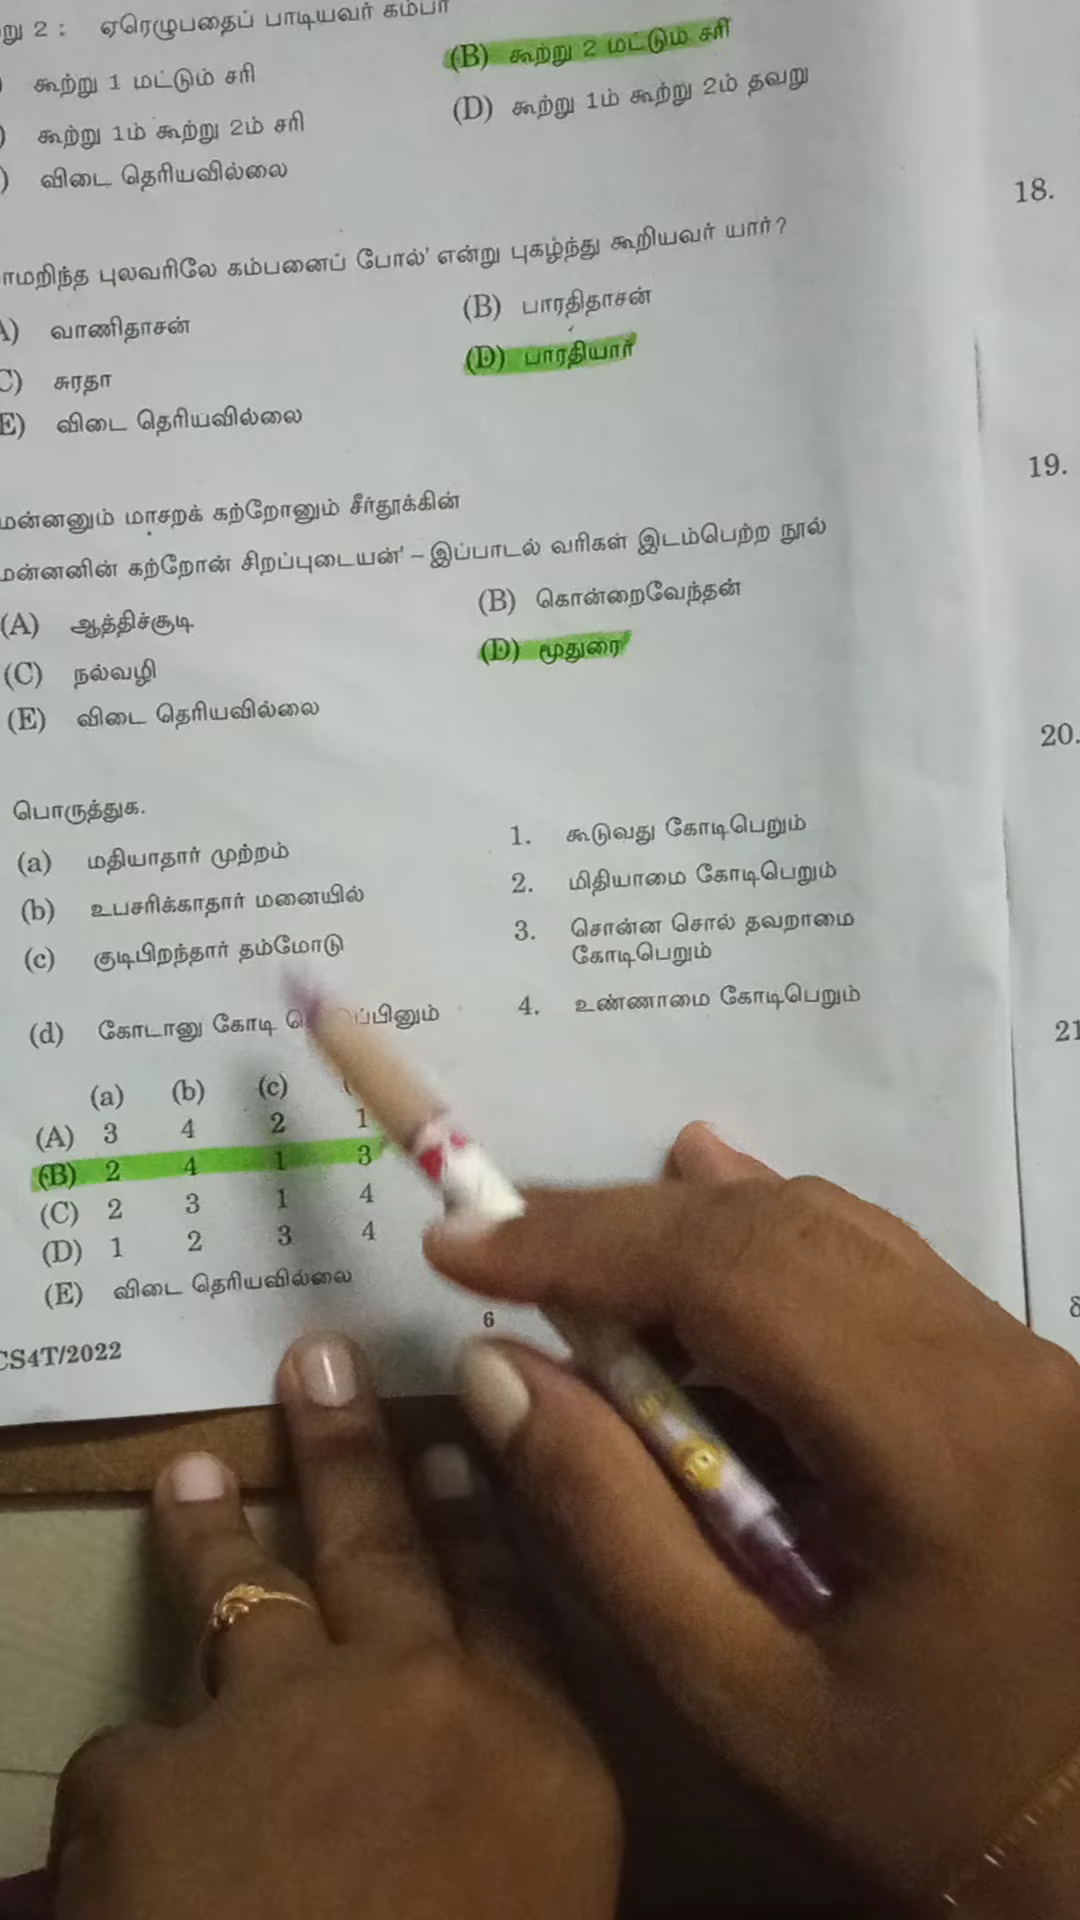 று 2 : ஏரெழுபதைப் பாடியவர் கம்பர்
) கூற்று 1 மட்டும் சரி (B) கூற்று 2 மட்டும் சரி
) கூற்று 1ம் கூற்று 2ம் சரி (D) கூற்று 1ம் கூற்று 2ம் தவறு
) விடை தெரியவில்லை
18.
ாமறிந்த புலவரிலே கம்பனைப் போல்' என்று புகழ்ந்து கூறியவர் யார்?
A) வாணிதாசன் (B) பாரதிதாசன்
C) சுரதா (D) பாரதியார்
E) விடை தெரியவில்லை
19.
மன்னனும் மாசறக் கற்றோனும் சீர்தூக்கின்
மன்னனின் கற்றோன் சிறப்புடையன்' – இப்பாடல் வரிகள் இடம்பெற்ற நூல்
(A) ஆத்திச்சூடி (B) கொன்றைவேந்தன்
(C) நல்வழி (D) மூதுரை
(E) விடை தெரியவில்லை
20.
பொருத்துக.
(a) மதியாதார் முற்றம் 1. கூடுவது கோடிபெறும்
(b) உபசரிக்காதார் மனையில் 2. மிதியாமை கோடிபெறும்
(c) குடிபிறந்தார் தம்மோடு 3. சொன்ன சொல் தவறாமை
கோடிபெறும்
(d) கோடானு கோடி 4. உண்ணாமை கோடிபெறும்
21
(a) (b) (c)
(A) 3 4 2 1
(B) 2 4 1 3
(C) 2 3 1 4
(D) 1 2 3 4
(E) விடை தெரியவில்லை
6
CS4T/2022